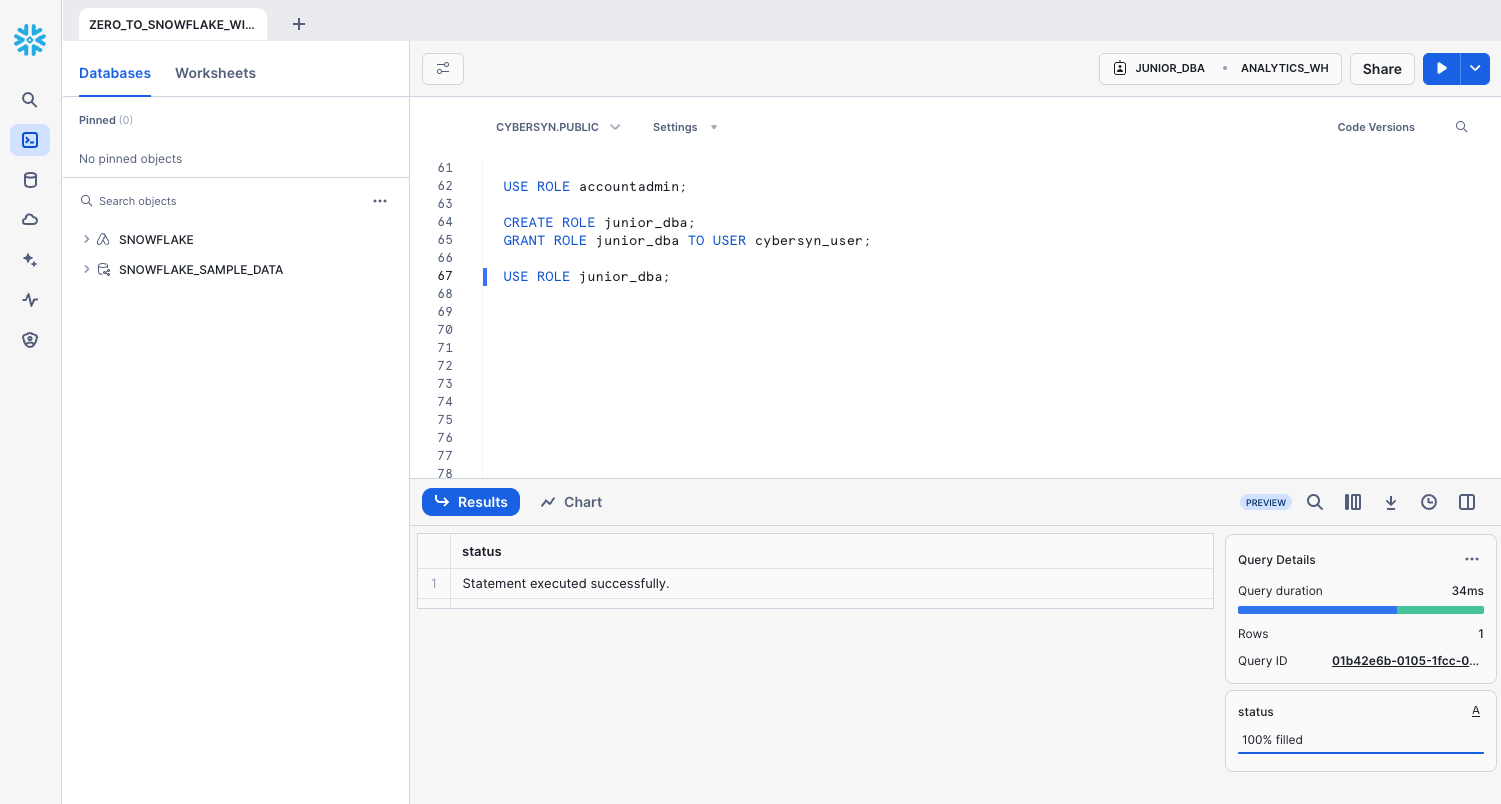 ZERO_TO_SNOWFLAKE_WI...
Databases Worksheets
JUNIOR_DBA • ANALYTICS_WH Share
Pinned (0)
No pinned objects
Search objects
SNOWFLAKE
SNOWFLAKE_SAMPLE_DATA
CYBERSYN.PUBLIC Settings Code Versions
61
62 USE ROLE accountadmin;
63
64 CREATE ROLE junior_dba;
65 GRANT ROLE junior_dba TO USER cybersyn_user;
66
67 USE ROLE junior_dba;
68
69
70
71
72
73
74
75
76
77
78
Results Chart PREVIEW
status
1 Statement executed successfully.
Query Details
Query duration 34ms
Rows 1
Query ID 01b42e6b-0105-1fcc-0...
status A
100% filled